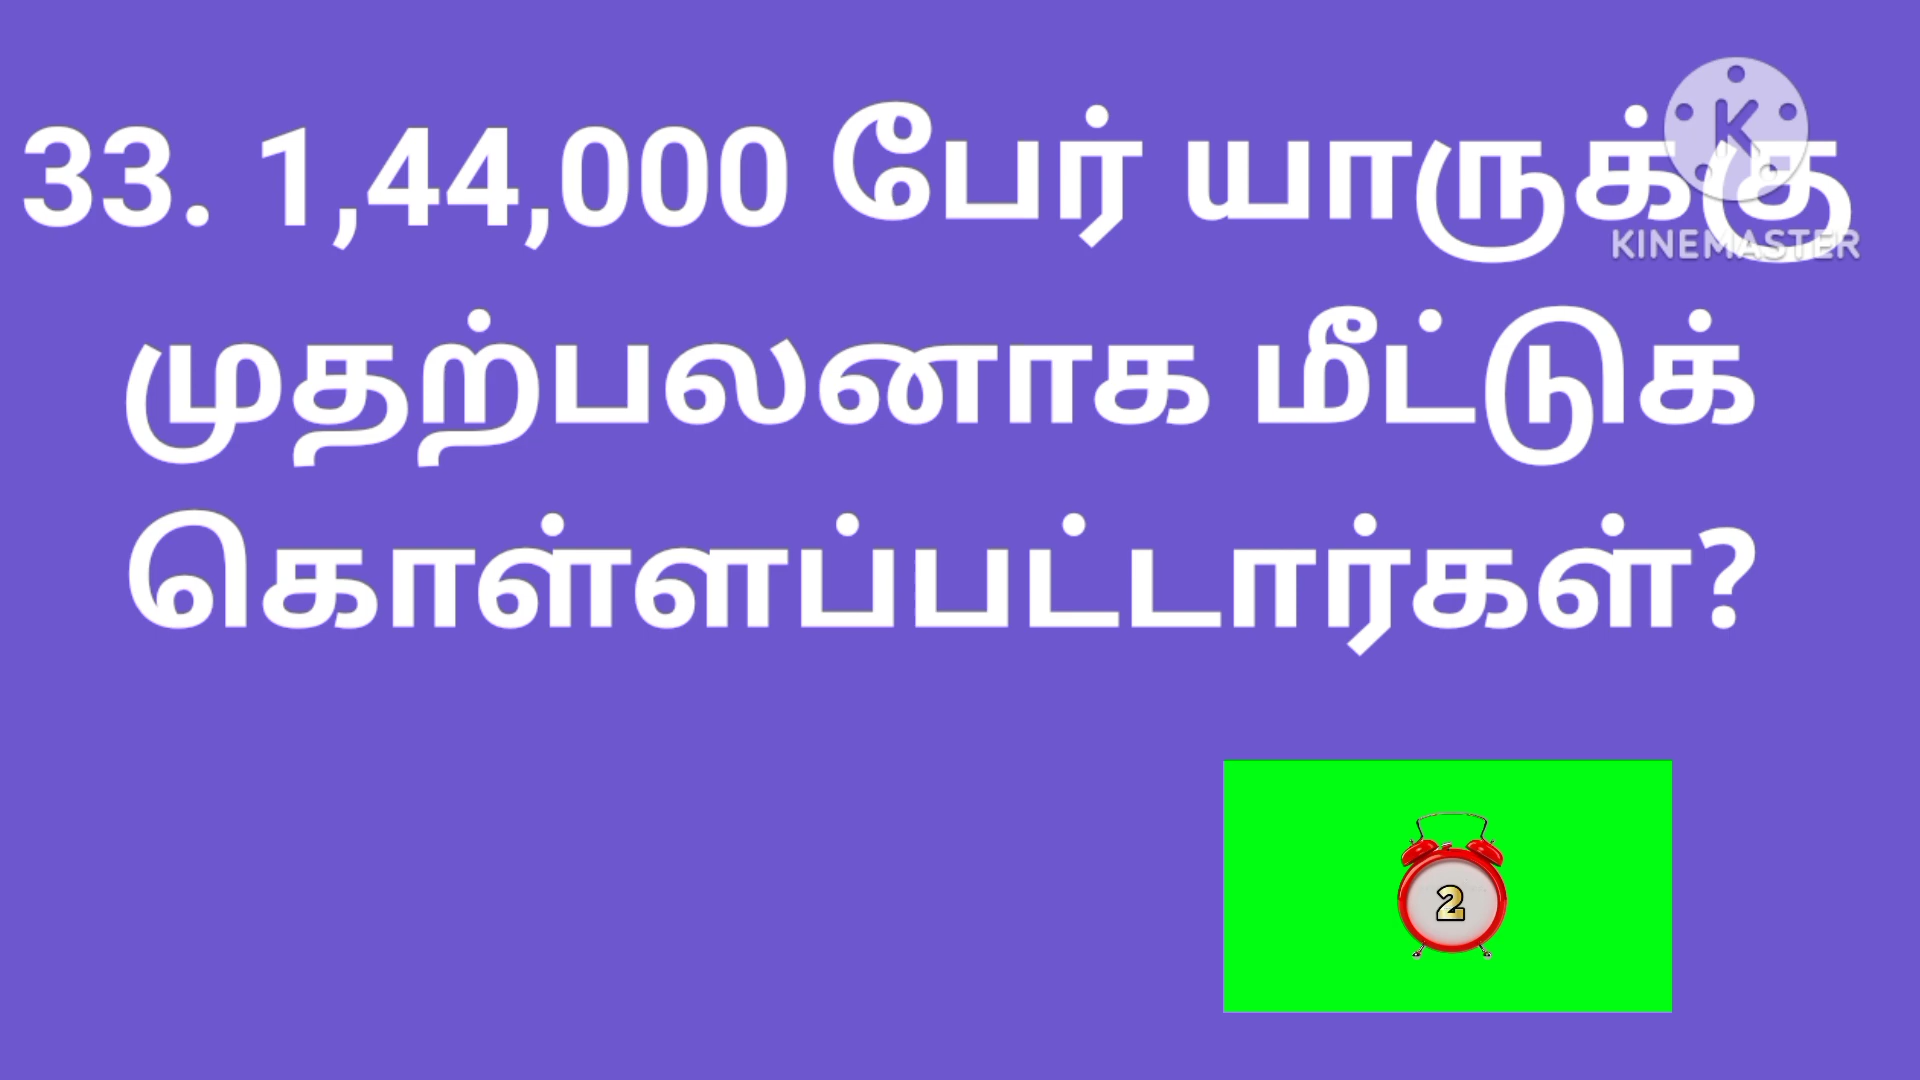 33. 1,44,000 பேர் யாருக்கு
முதற்பலனாக மீட்டுக்
கொள்ளப்பட்டார்கள்?
K
KINEMASTER
2